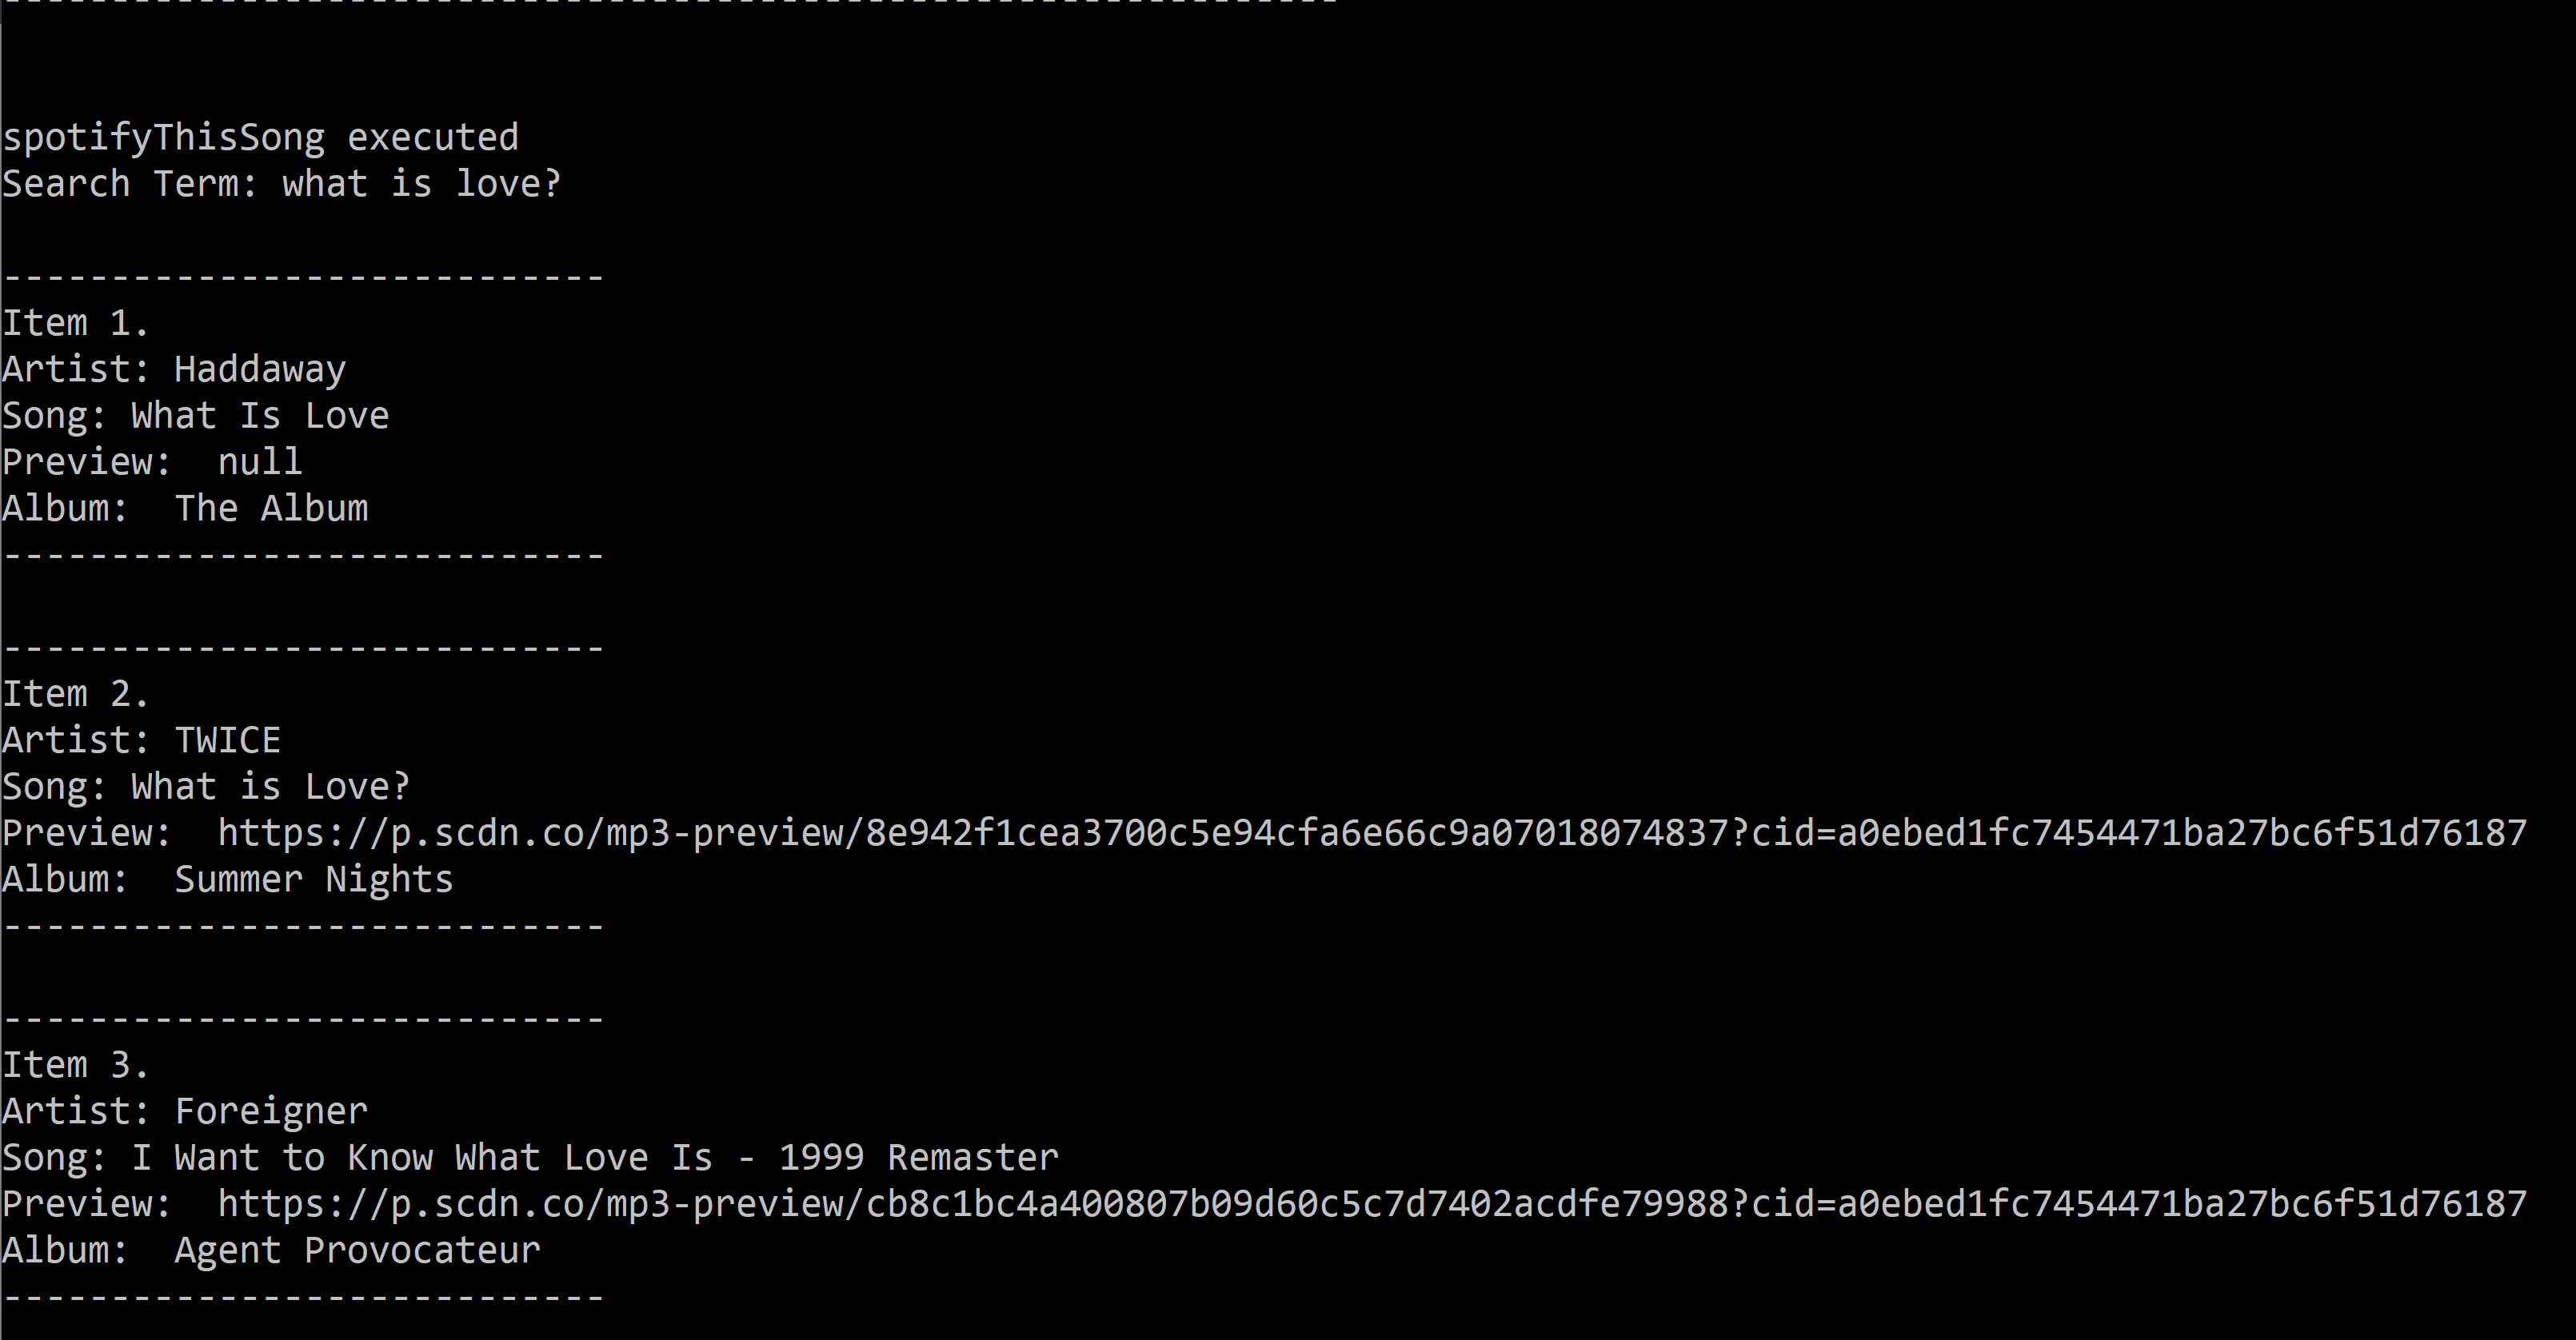 --------------------------------------------------------------
spotifyThisSong executed
Search Term: what is love?
----------------------------
Item 1.
Artist: Haddaway
Song: What Is Love
Preview:  null
Album:  The Album
----------------------------
----------------------------
Item 2.
Artist: TWICE
Song: What is Love?
Preview:  https://p.scdn.co/mp3-preview/8e942f1cea3700c5e94cfa6e66c9a07018074837?cid=a0ebed1fc7454471ba27bc6f51d76187
Album:  Summer Nights
----------------------------
----------------------------
Item 3.
Artist: Foreigner
Song: I Want to Know What Love Is - 1999 Remaster
Preview:  https://p.scdn.co/mp3-preview/cb8c1bc4a400807b09d60c5c7d7402acdfe79988?cid=a0ebed1fc7454471ba27bc6f51d76187
Album:  Agent Provocateur
----------------------------